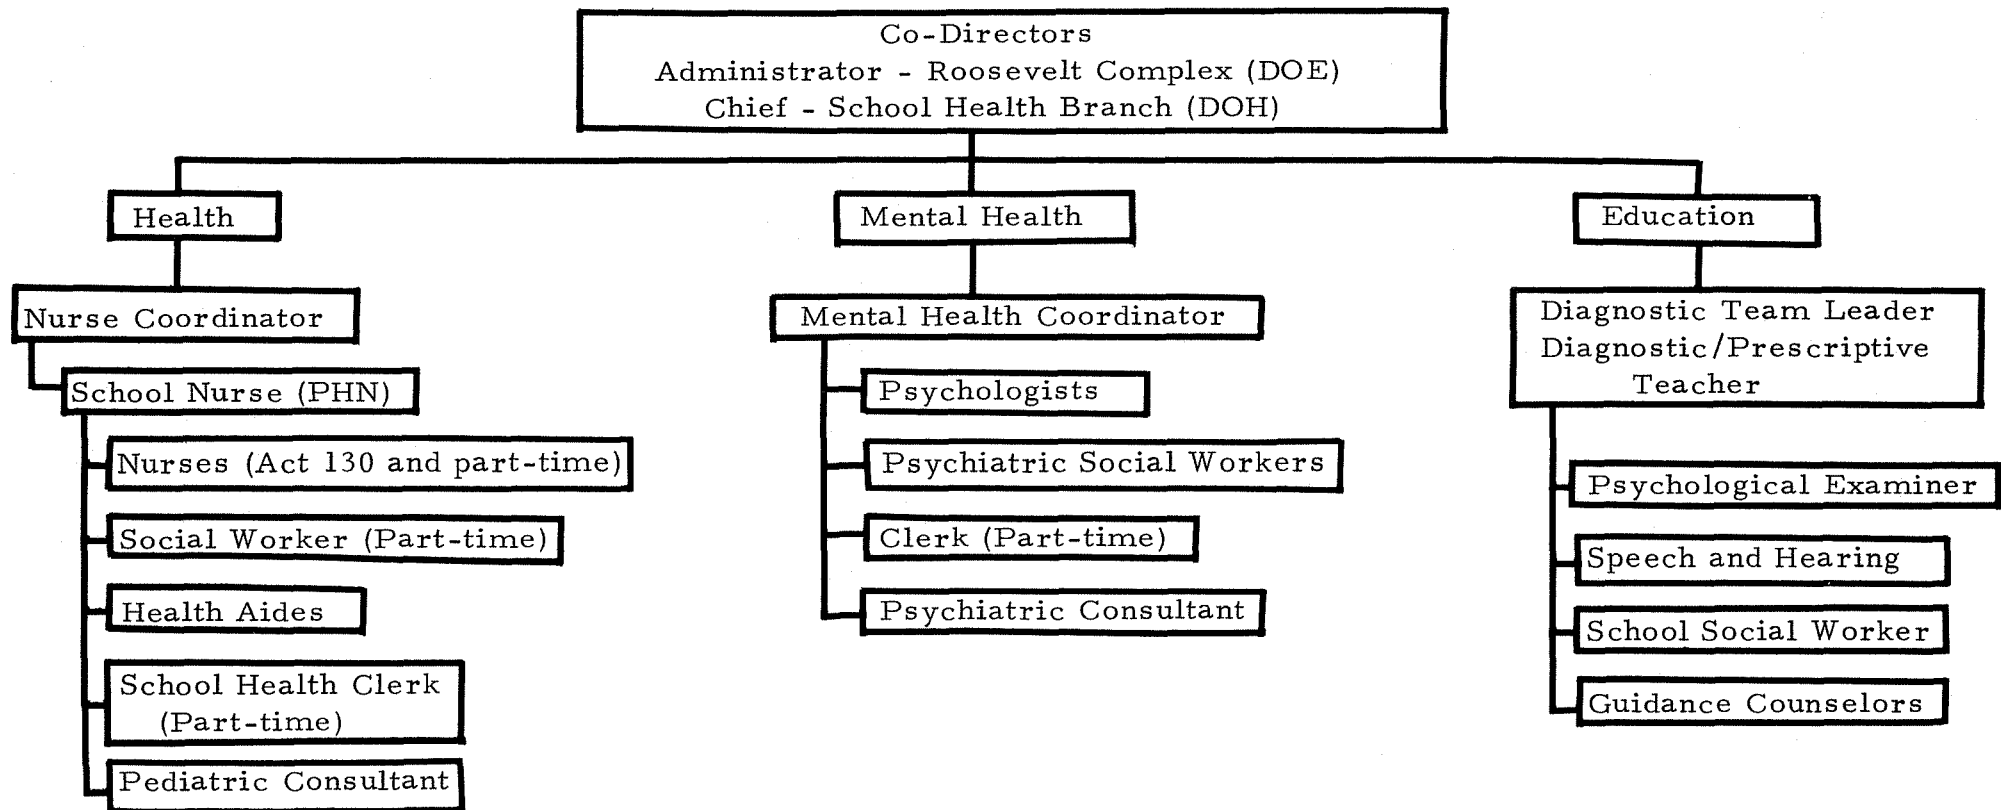 Co-Directors
Administrator - Roosevelt Complex (DOE)
Chief - School Health Branch (DOH)
Health
Nurse Coordinator
School Nurse (PHN)
Nurses (Act 130 and part-time)
Social Worker (Part-time)
Health Aides
School Health Clerk
(Part-time)
Pediatric Consultant
Mental Health
Mental Health Coordinator
Psychologists
Psychiatric Social Workers
Clerk (Part-time)
Psychiatric Consultant
Education
Diagnostic Team Leader
Diagnostic/Prescriptive
Teacher
Psychological Examiner
Speech and Hearing
School Social Worker
Guidance Counselors